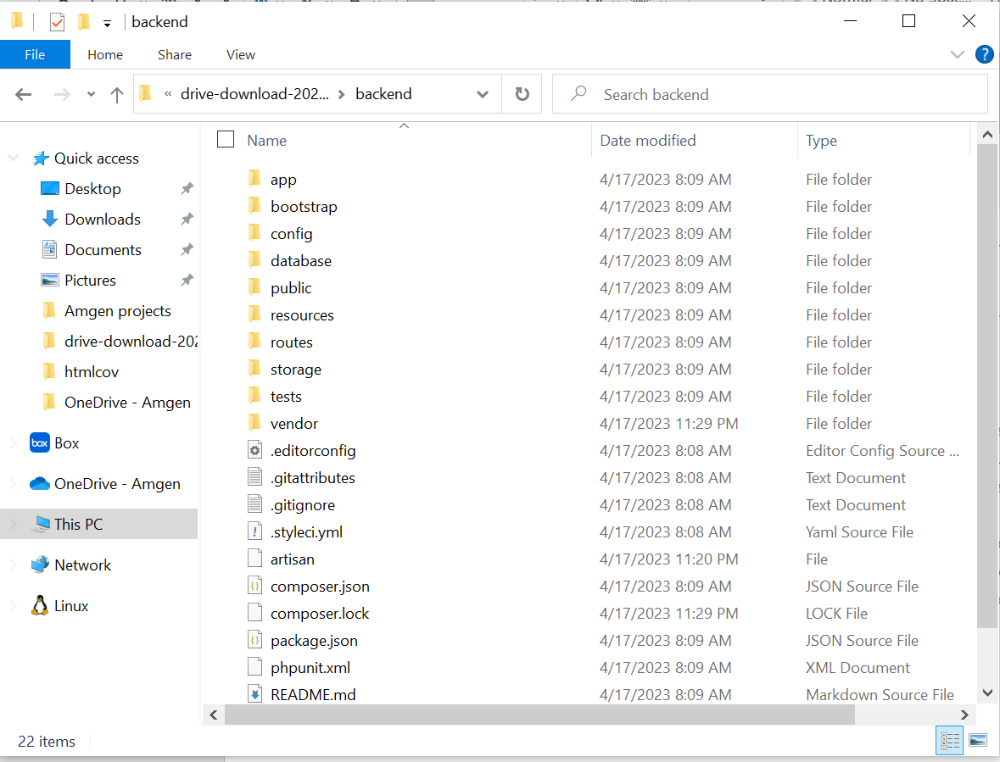 backend
File Home Share View
?
« drive-download-202... > backend Search backend
Name Date modified Type
Quick access
Desktop
Downloads
Documents
Pictures
Amgen projects
drive-download-202
htmlcov
OneDrive - Amgen
box Box
OneDrive - Amgen
This PC
Network
Linux
app 4/17/2023 8:09 AM File folder
bootstrap 4/17/2023 8:09 AM File folder
config 4/17/2023 8:09 AM File folder
database 4/17/2023 8:09 AM File folder
public 4/17/2023 8:09 AM File folder
resources 4/17/2023 8:09 AM File folder
routes 4/17/2023 8:09 AM File folder
storage 4/17/2023 8:09 AM File folder
tests 4/17/2023 8:09 AM File folder
vendor 4/17/2023 11:29 PM File folder
.editorconfig 4/17/2023 8:08 AM Editor Config Source ...
.gitattributes 4/17/2023 8:08 AM Text Document
.gitignore 4/17/2023 8:08 AM Text Document
.styleci.yml 4/17/2023 8:08 AM Yaml Source File
artisan 4/17/2023 11:20 PM File
composer.json 4/17/2023 8:09 AM JSON Source File
composer.lock 4/17/2023 11:29 PM LOCK File
package.json 4/17/2023 8:09 AM JSON Source File
phpunit.xml 4/17/2023 8:09 AM XML Document
README.md 4/17/2023 8:09 AM Markdown Source File
22 items